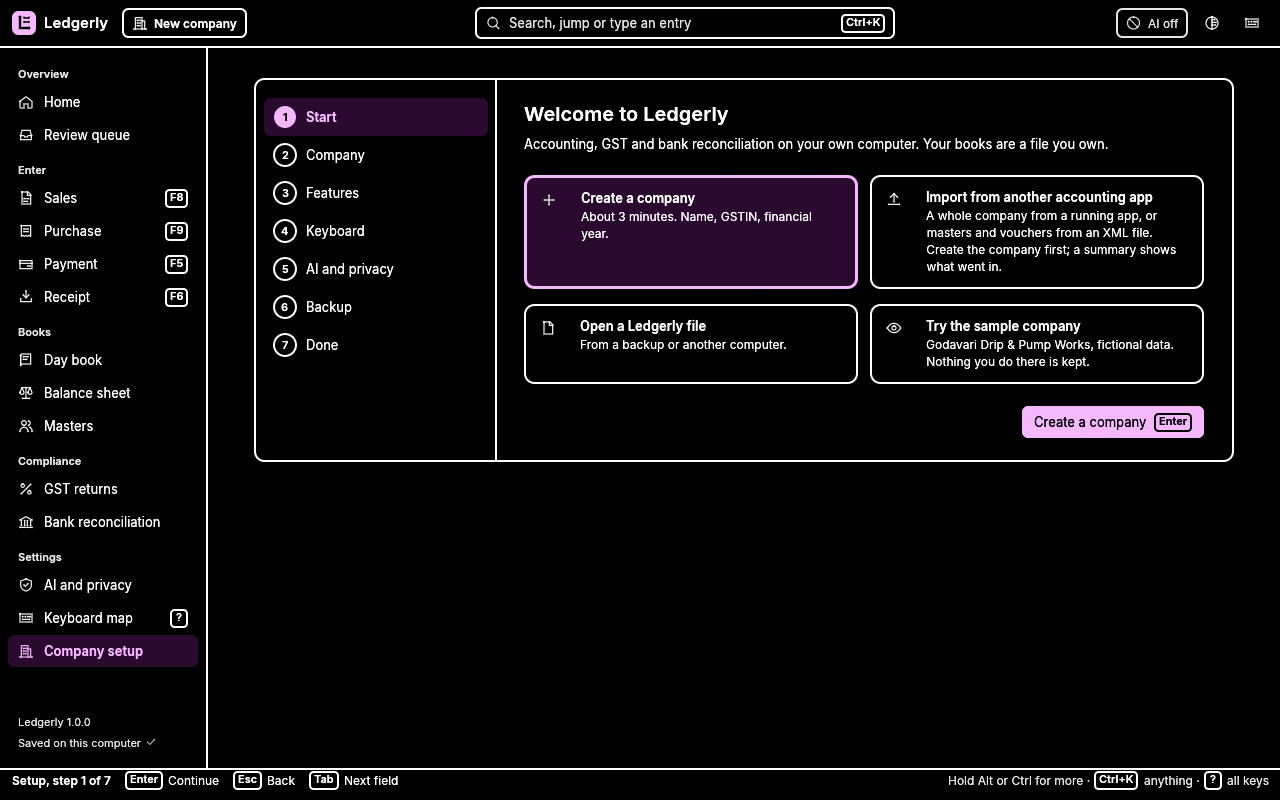 Ledgerly
New company
Search, jump or type an entry
Ctrl+K
AI off
Overview
Home
Review queue
Enter
Sales F8
Purchase F9
Payment F5
Receipt F6
Books
Day book
Balance sheet
Masters
Compliance
GST returns
Bank reconciliation
Settings
AI and privacy
Keyboard map ?
Company setup
Ledgerly 1.0.0
Saved on this computer
1 Start
2 Company
3 Features
4 Keyboard
5 AI and privacy
6 Backup
7 Done
Welcome to Ledgerly
Accounting, GST and bank reconciliation on your own computer. Your books are a file you own.
Create a company
About 3 minutes. Name, GSTIN, financial
year.
Import from another accounting app
A whole company from a running app, or
masters and vouchers from an XML file.
Create the company first; a summary shows
what went in.
Open a Ledgerly file
From a backup or another computer.
Try the sample company
Godavari Drip & Pump Works, fictional data.
Nothing you do there is kept.
Create a company Enter
Setup, step 1 of 7 Enter Continue Esc Back Tab Next field
Hold Alt or Ctrl for more · Ctrl+K anything · ? all keys